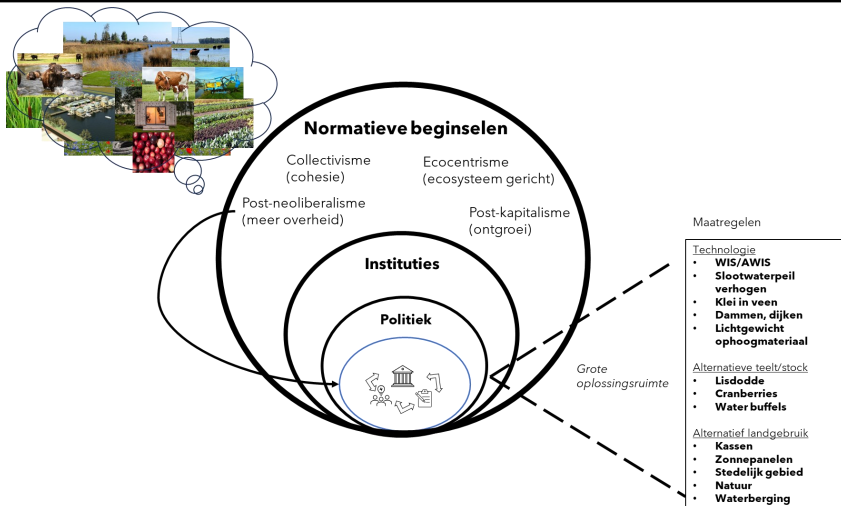 Normatieve beginselen
Collectivisme
(cohesie)
Ecocentrisme
(ecosysteem gericht)
Post-neoliberalisme
(meer overheid)
Post-kapitalisme
(ontgroei)
Instituties
Politiek
Grote
oplossingsruimte
Maatregelen
Technologie
• WIS/AWIS
• Slootwaterpeil
verhogen
• Klei in veen
• Dammen, dijken
• Lichtgewicht
ophoogmateriaal
Alternatieve teelt/stock
• Lisdodde
• Cranberries
• Water buffels
Alternatief landgebruik
• Kassen
• Zonnepanelen
• Stedelijk gebied
• Natuur
• Waterberging